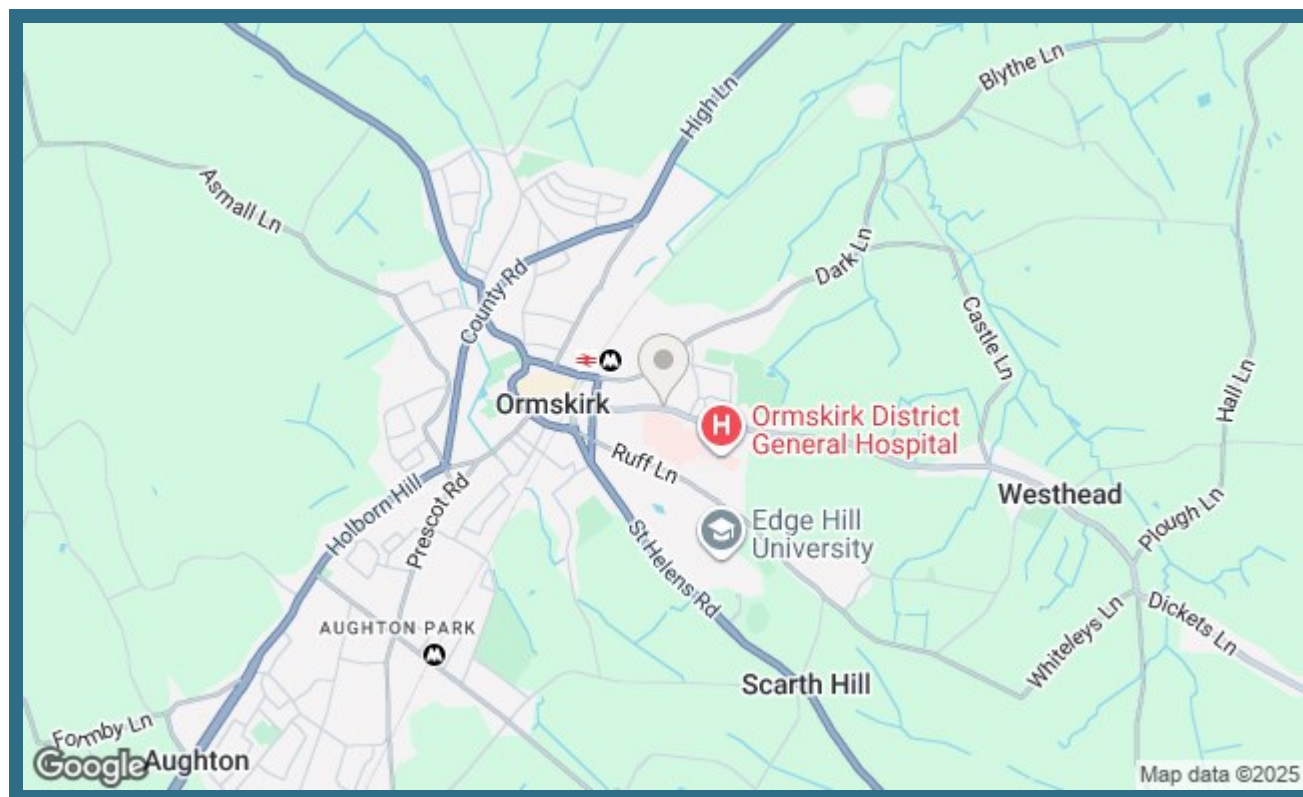 Blythe Ln
High Ln
Asmall Ln
Dark Ln
County Rd
Castle Ln
Hall Ln
Ormskirk
Ormskirk District
General Hospital
H
Ruff Ln
Westhead
Holborn Hill
Prescot Rd
Plough Ln
Edge Hill
University
St Helens Rd
Dickets Ln
Whiteleys Ln
AUGHTON PARK
Scarth Hill
Formby Ln
Aughton
Google
Map data ©2025